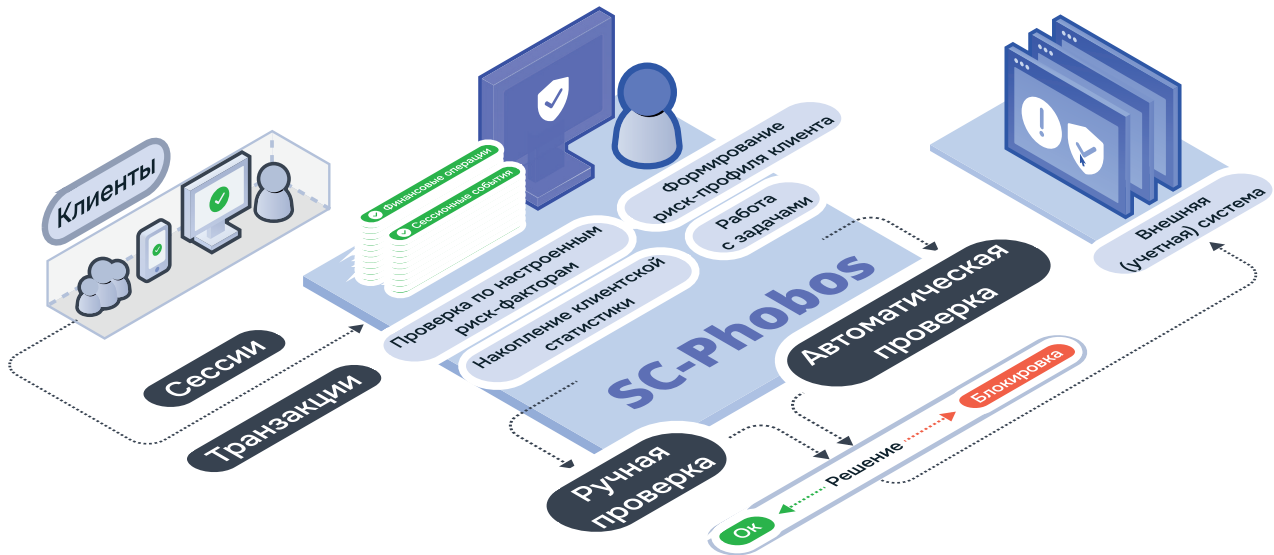 Клиенты
Сессии
Транзакции
Финансовые операции
Сессионные события
Формирование
риск-профиля клиента
Работа
с задачами
Проверка по настроенным
риск-факторам
Накопление клиентской
статистики
SC-Phobos
Автоматическая
проверка
Ручная
проверка
Внешняя
(учетная) система
Блокировка
Решение
Ок